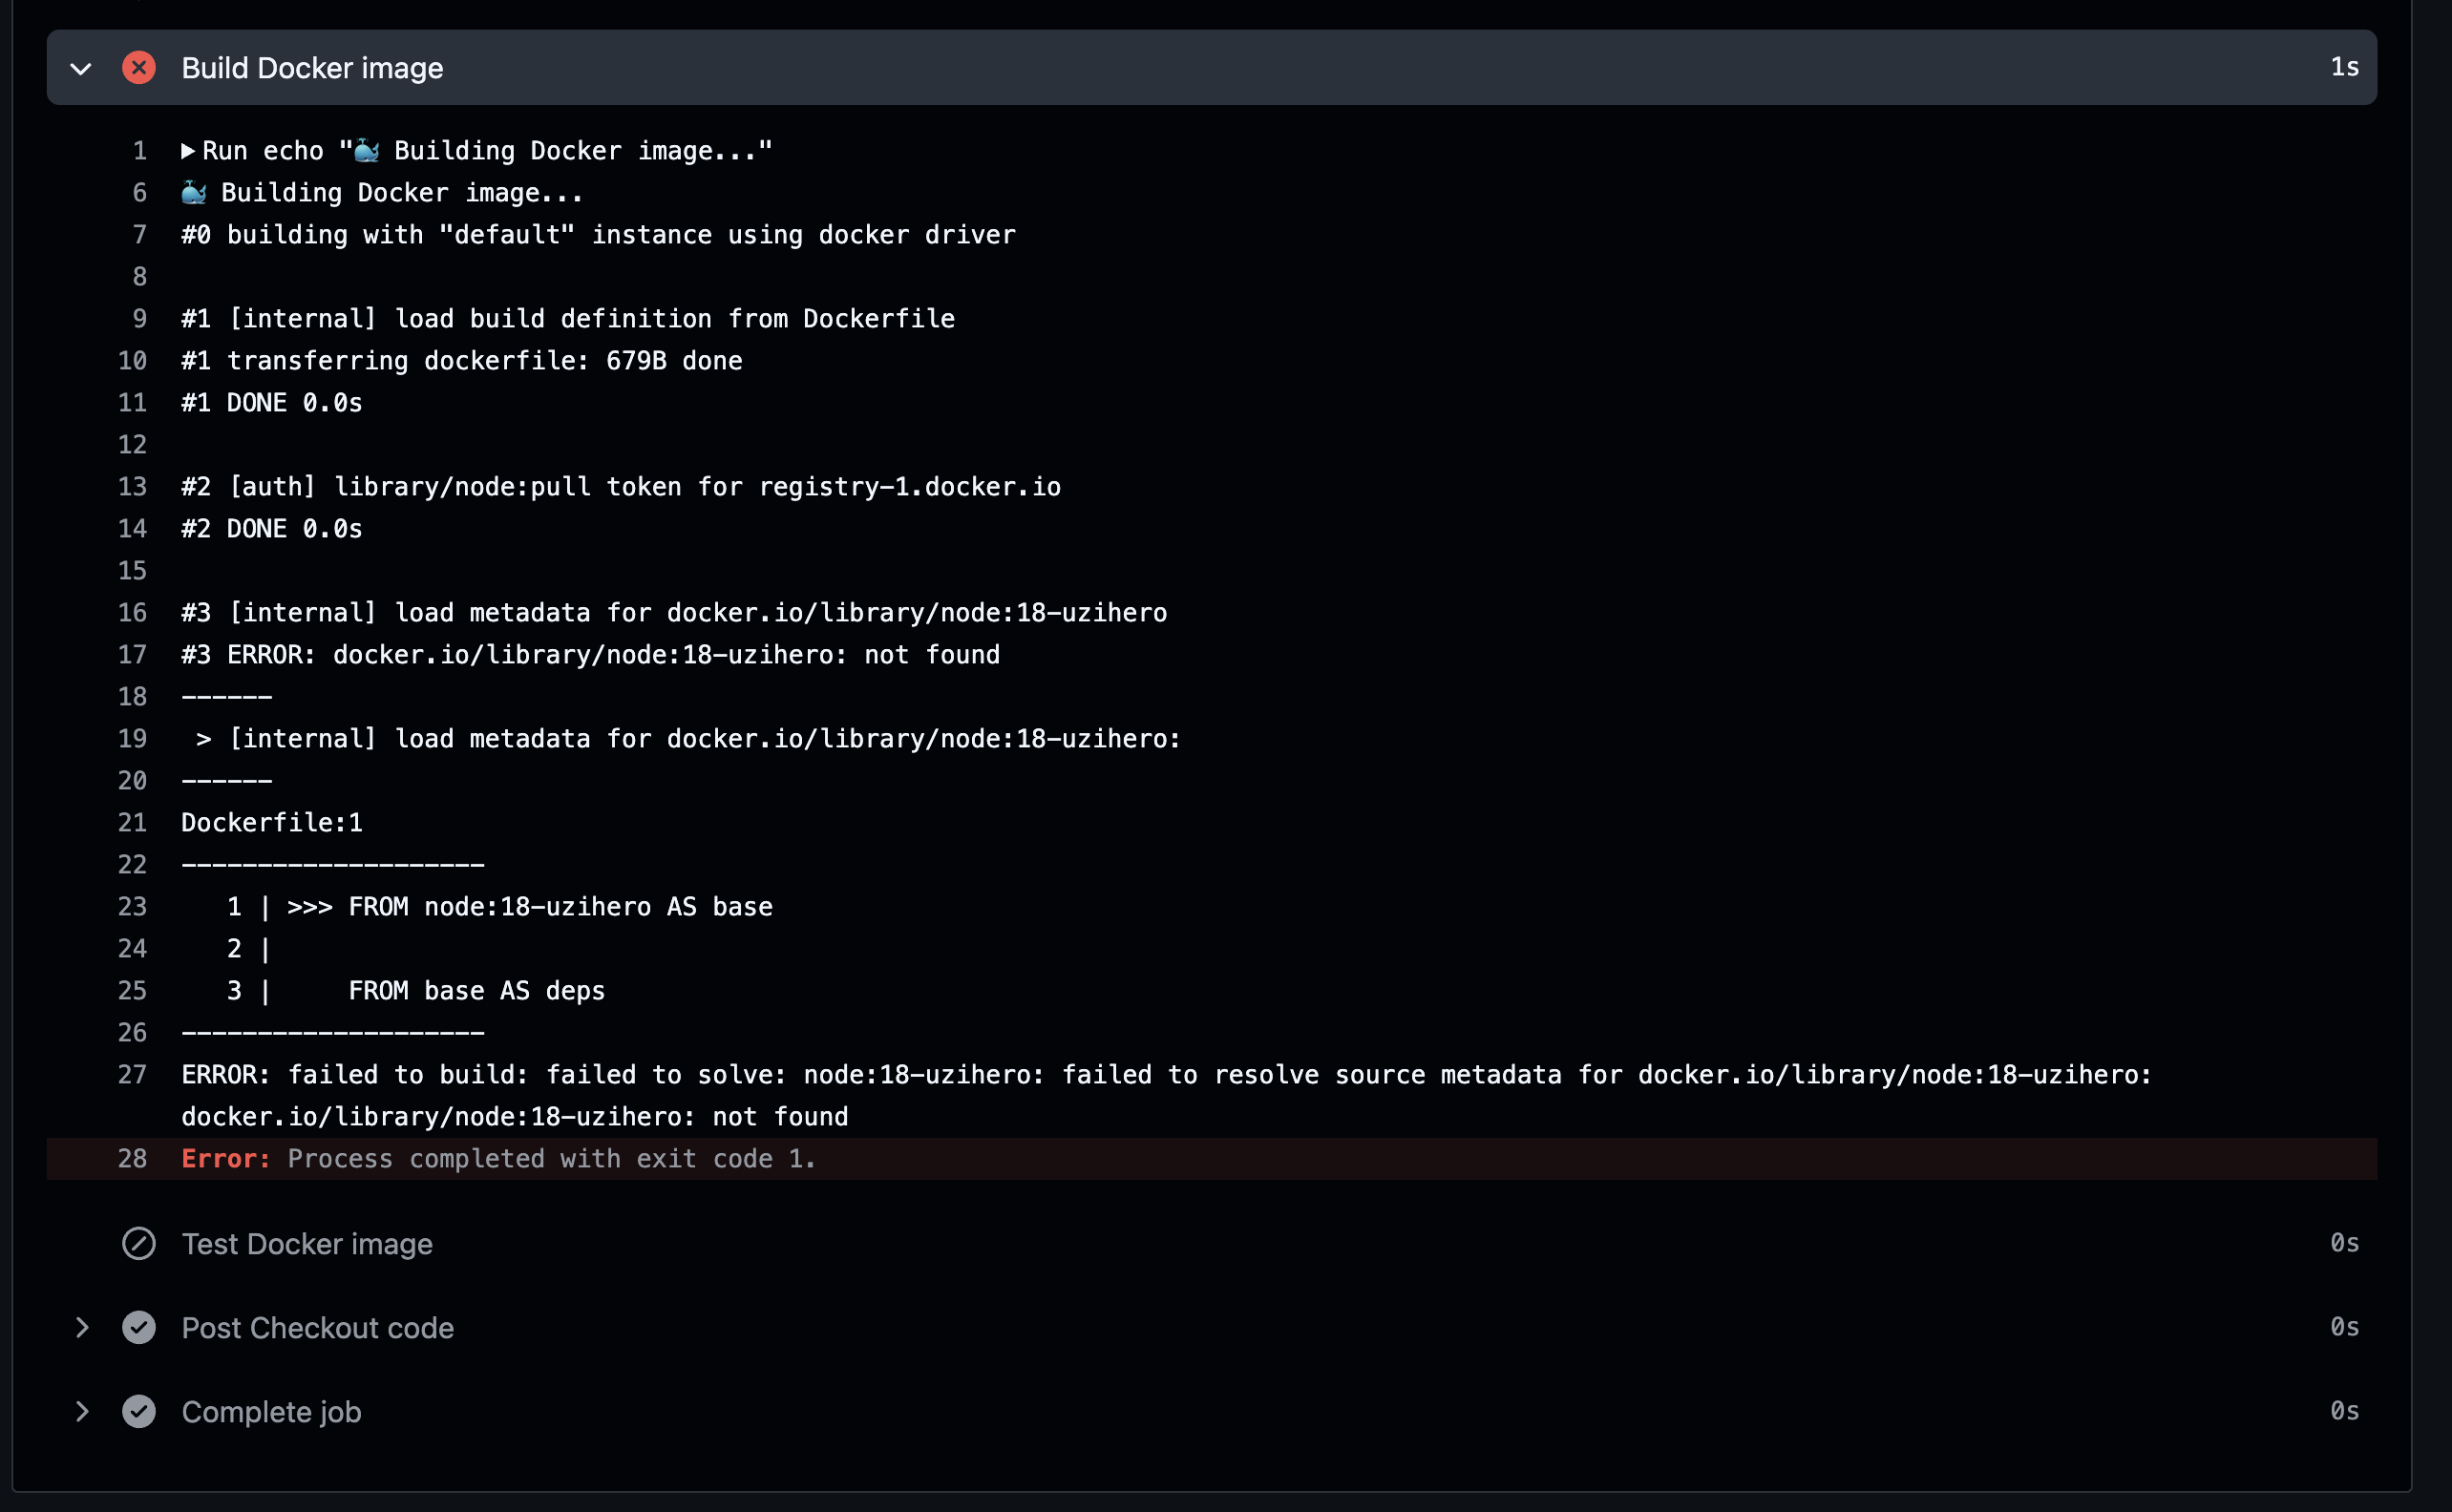 Build Docker image 1s
1 ▶Run echo "🐳 Building Docker image..."
6 🐳 Building Docker image...
7 #0 building with "default" instance using docker driver
8
9 #1 [internal] load build definition from Dockerfile
10 #1 transferring dockerfile: 679B done
11 #1 DONE 0.0s
12
13 #2 [auth] library/node:pull token for registry-1.docker.io
14 #2 DONE 0.0s
15
16 #3 [internal] load metadata for docker.io/library/node:18-uzihero
17 #3 ERROR: docker.io/library/node:18-uzihero: not found
18 ------
19  > [internal] load metadata for docker.io/library/node:18-uzihero:
20 ------
21 Dockerfile:1
22 --------------------
23    1 | >>> FROM node:18-uzihero AS base
24    2 |
25    3 |     FROM base AS deps
26 --------------------
27 ERROR: failed to build: failed to solve: node:18-uzihero: failed to resolve source metadata for docker.io/library/node:18-uzihero:
docker.io/library/node:18-uzihero: not found
28 Error: Process completed with exit code 1.
Test Docker image 0s
Post Checkout code 0s
Complete job 0s